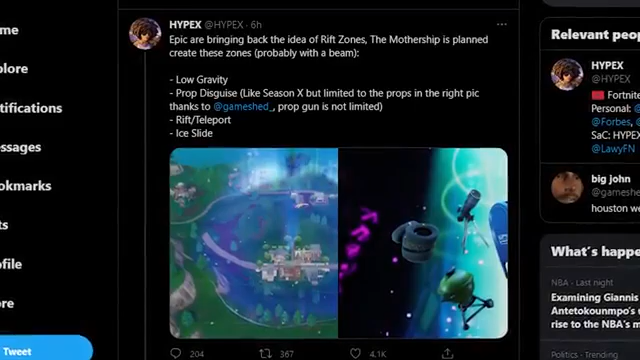 HYPEX @HYPEX · 6h
Epic are bringing back the idea of Rift Zones, The Mothership is planned
create these zones (probably with a beam):
- Low Gravity
- Prop Disguise (Like Season X but limited to the props in the right pic
thanks to @gameshed_, prop gun is not limited)
- Rift/Teleport
- Ice Slide
204
367
4.1K
me
lore
tifications
ssages
okmarks
ts
ofile
ore
Tweet
Relevant peop
HYPEX
@HYPEX
Fortnite
Personal:
@Forbes,
SaC: HYPEX
@LawyFN
big john
@gameshe
houston we
What's happe
NBA · Last night
Examining Giannis
Antetokounmpo's u
rise to the NBA's m
Politics · Trending